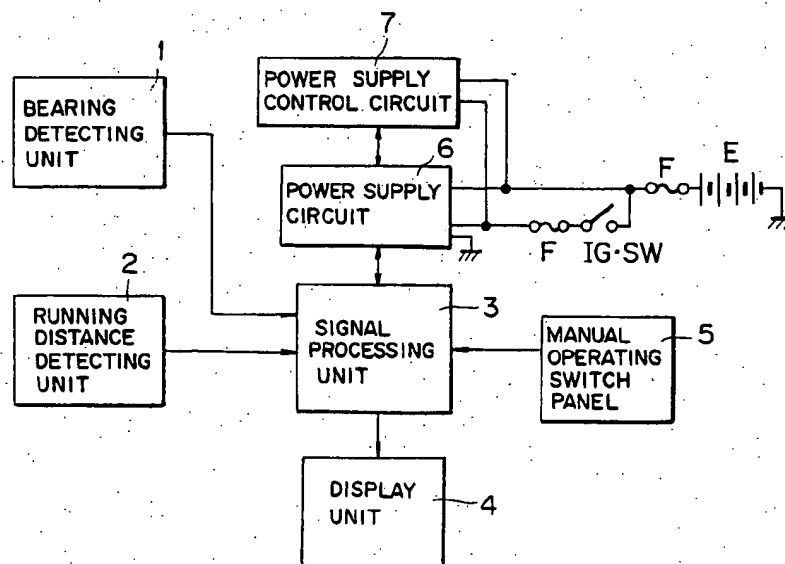 7
1
POWER SUPPLY
CONTROL CIRCUIT
BEARING
DETECTING
UNIT
6
POWER SUPPLY
CIRCUIT
F E
F IG·SW
2
RUNNING
DISTANCE
DETECTING
UNIT
3
SIGNAL
PROCESSING
UNIT
MANUAL
OPERATING
SWITCH
PANEL
5
DISPLAY
UNIT
4